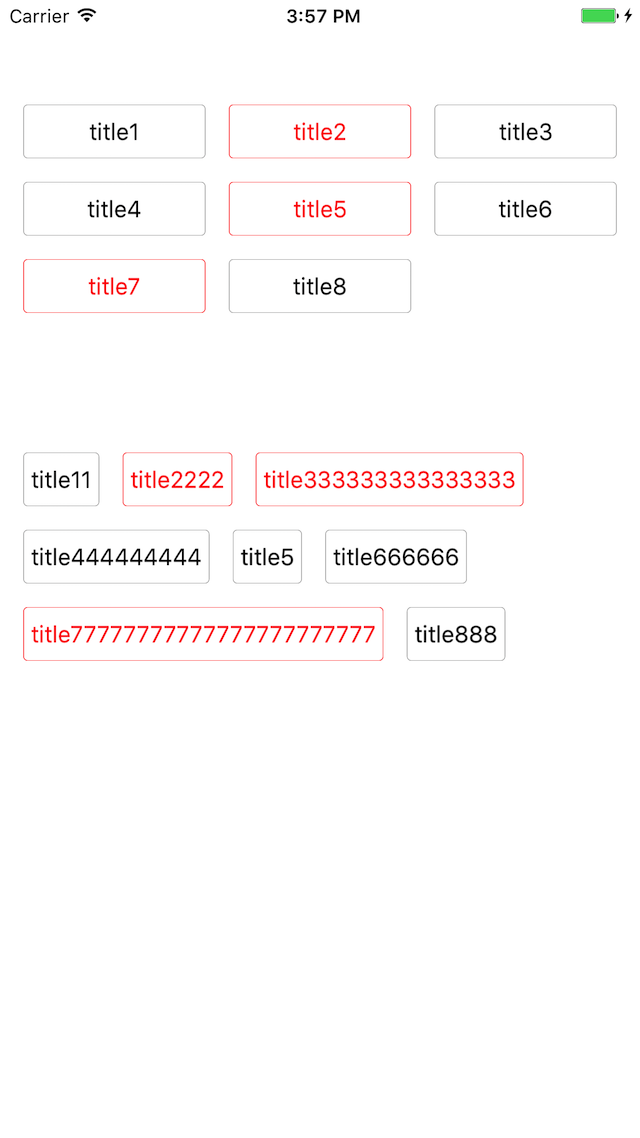 Carrier 3:57 PM
title1 title2 title3
title4 title5 title6
title7 title8
title11 title2222 title333333333333333
title444444444 title5 title666666
title77777777777777777777777 title888